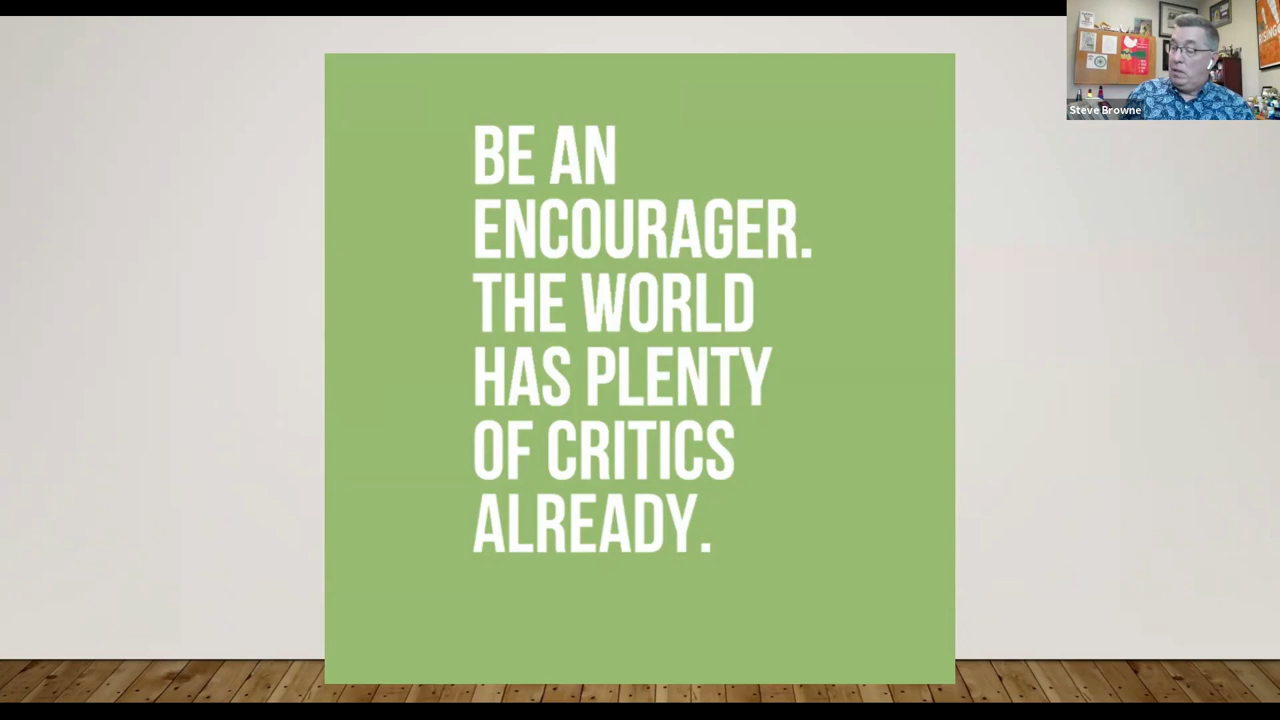 BE AN
ENCOURAGER.
THE WORLD
HAS PLENTY
OF CRITICS
ALREADY.
Steve Browne